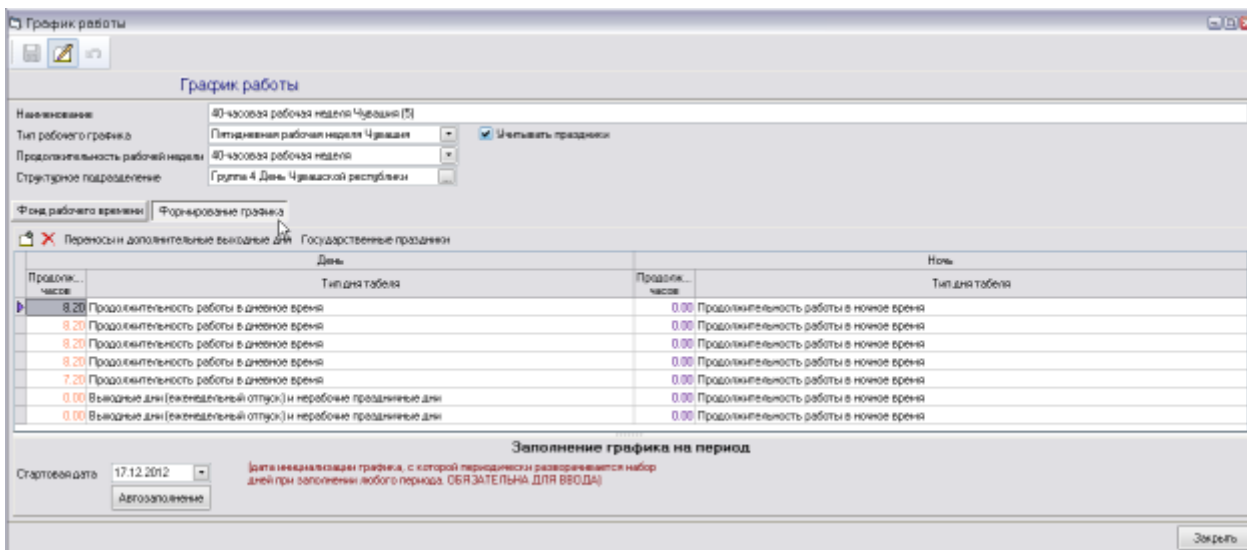 График работы
График работы
Наименование 40-часовая рабочая неделя Чувашия (5)
Тип рабочего графика Пятидневная рабочая неделя Чувашия Учитывать праздники
Продолжительность рабочей недели 40-часовая рабочая неделя
Структурное подразделение Группа 4 День Чувашской республики ...
Фонд рабочего времени Формирование графика
Переносы и дополнительные выходные дни Государственные праздники
День Ночь
Продолж... часов Тип дня табеля Продолж... часов Тип дня табеля
8.20 Продолжительность работы в дневное время 0.00 Продолжительность работы в ночное время
8.20 Продолжительность работы в дневное время 0.00 Продолжительность работы в ночное время
8.20 Продолжительность работы в дневное время 0.00 Продолжительность работы в ночное время
8.20 Продолжительность работы в дневное время 0.00 Продолжительность работы в ночное время
7.20 Продолжительность работы в дневное время 0.00 Продолжительность работы в ночное время
0.00 Выходные дни (еженедельный отпуск) и нерабочие праздничные дни 0.00 Продолжительность работы в ночное время
0.00 Выходные дни (еженедельный отпуск) и нерабочие праздничные дни 0.00 Продолжительность работы в ночное время
Заполнение графика на период
Стартовая дата 17.12.2012 (дата инициализации графика, с которой периодически разворачивается набор
дней при заполнении любого периода. ОБЯЗАТЕЛЬНА ДЛЯ ВВОДА)
Автозаполнение
Закрыть